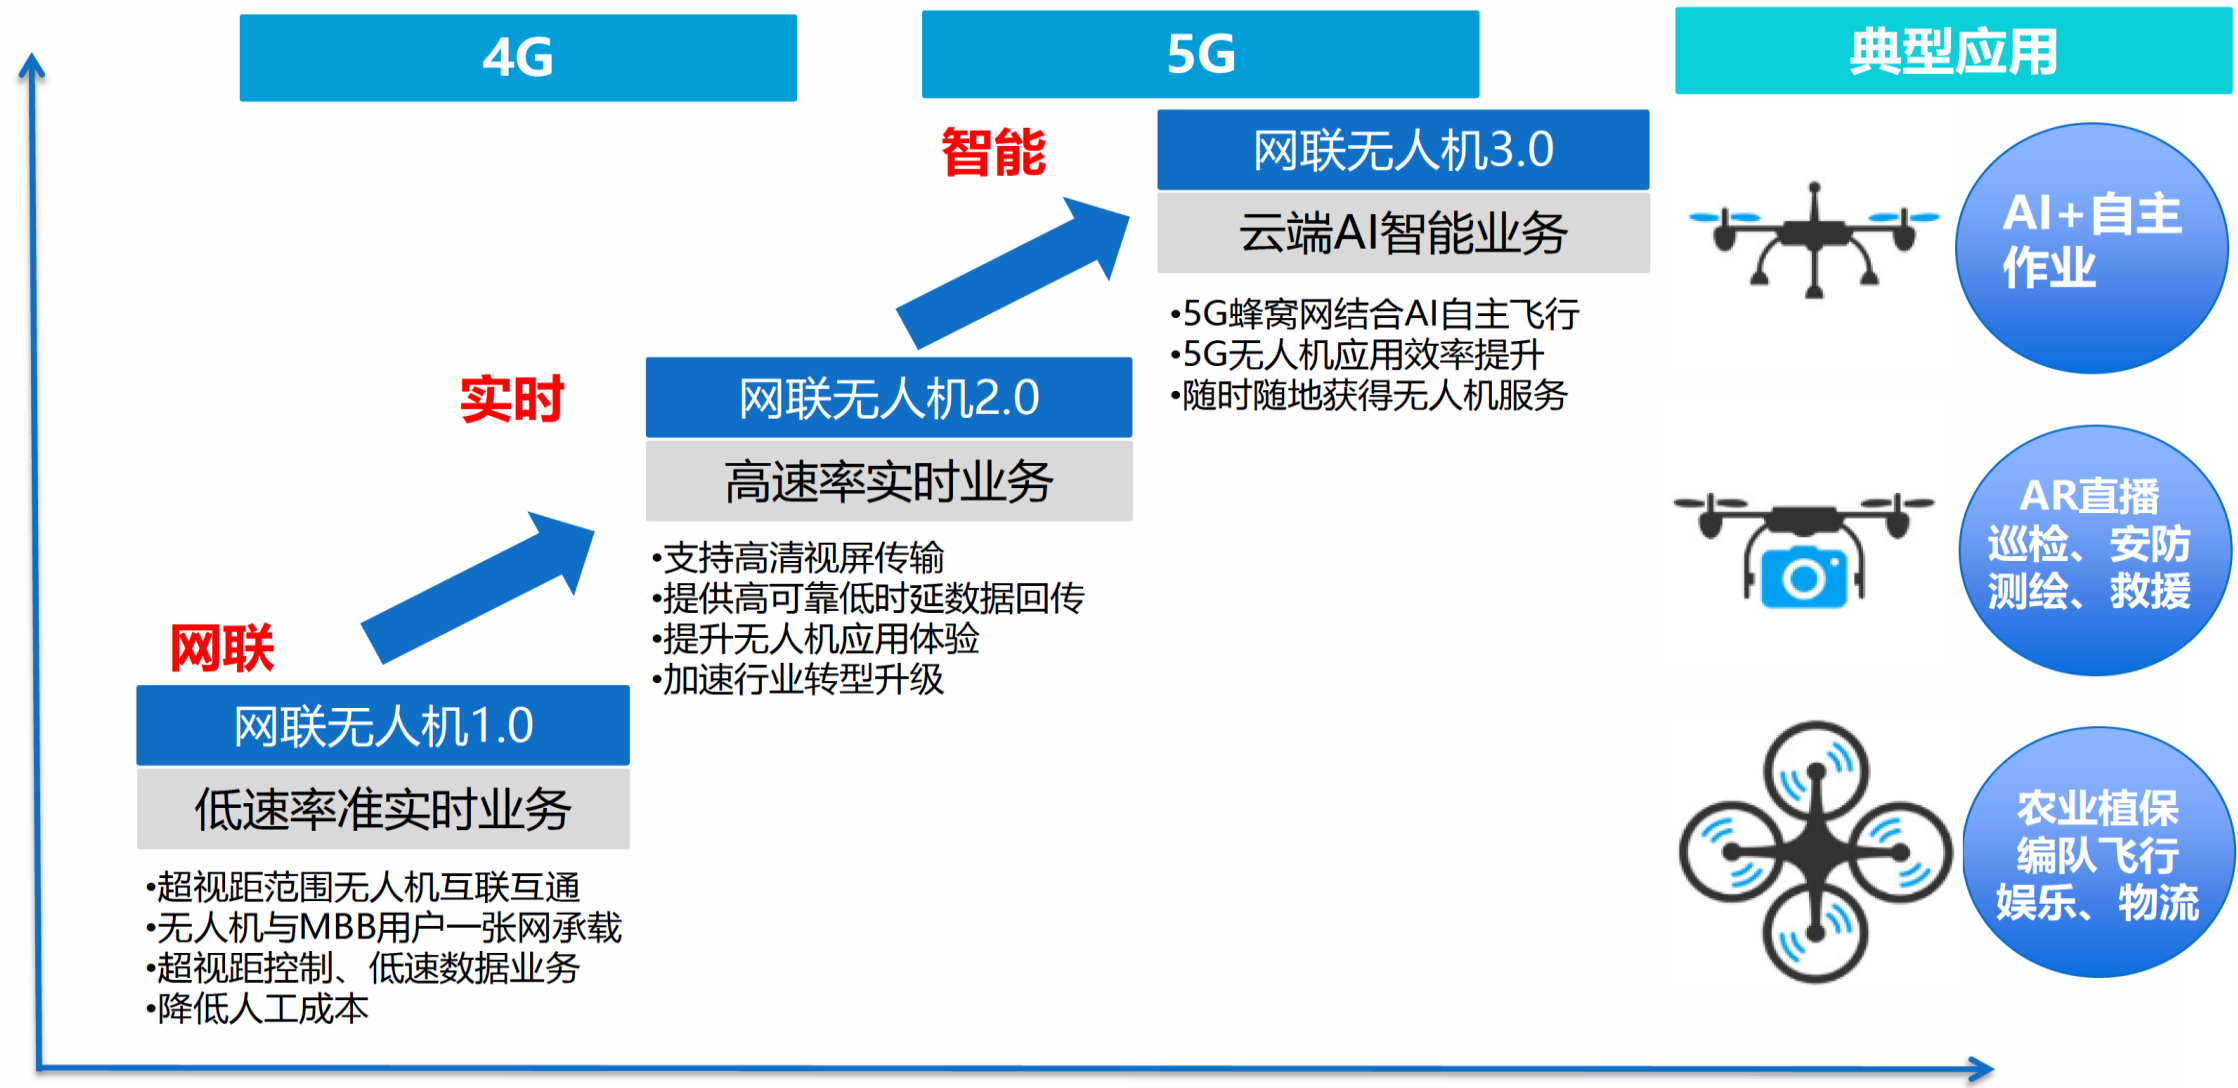 4G
5G
典型应用
智能
网联无人机3.0
云端AI智能业务
•5G蜂窝网结合AI自主飞行
•5G无人机应用效率提升
•随时随地获得无人机服务
AI+自主
作业
实时
网联无人机2.0
高速率实时业务
•支持高清视屏传输
•提供高可靠低时延数据回传
•提升无人机应用体验
•加速行业转型升级
AR直播
巡检、安防
测绘、救援
网联
网联无人机1.0
低速率准实时业务
•超视距范围无人机互联互通
•无人机与MBB用户一张网承载
•超视距控制、低速数据业务
•降低人工成本
农业植保
编队飞行
娱乐、物流